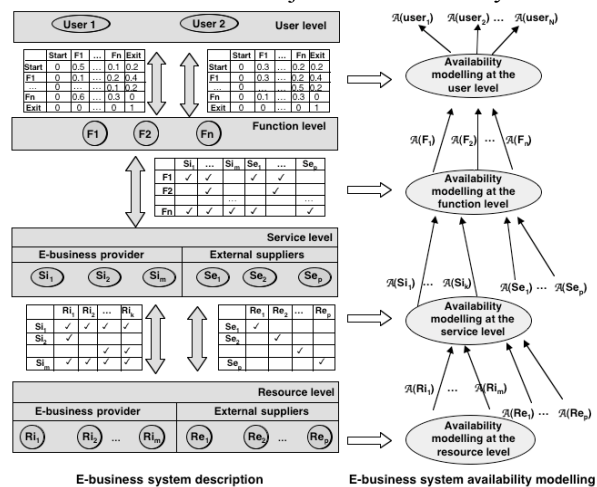 User 1
User 2
User level
Start F1 ... Fn Exit
Start 0 0.5 ... 0.1 0.2
F1 0 0.1 ... 0.2 0.4
... 0 ... 0.1 0.2
Fn 0 0.6 ... 0.3 0
Exit 0 0 ... 0 1
Start F1 ... Fn Exit
Start 0 0.3 ... 0.2 0.2
F1 0 0.3 ... 0.2 0.4
... 0 ... 0.5 0.2
Fn 0 0.1 ... 0.3 0
Exit 0 0 ... 0 1
F1 F2 Fn
Function level
Si1 ... Sim Se1 ... Sep
F1 ✓ ✓ ✓ ✓
F2 ✓ ✓
... ...
Fn ✓ ✓ ✓ ✓ ✓
Service level
E-business provider
External suppliers
Si1 Si2 Sim Se1 Se2 Sep
Ri1 Ri2 ... Rik
Si1 ✓ ✓ ✓ ✓
Si2 ✓
✓ ✓
Sim ✓ ✓ ✓ ✓
Re1 Re2 ... Rep
Se1 ✓
Se2 ✓
✓
Sep ✓
Resource level
E-business provider
External suppliers
Ri1 Ri2 ... Rim Re1 Re2 ... Rep
E-business system description
A(user1) A(user2) ... A(userN)
Availability
modelling at the
user level
A(F1) A(F2) ... A(Fn)
Availability
modelling at the
function level
A(Si1) ... A(Sik) A(Se1) ... A(Sep)
Availability
modelling at the
service level
A(Ri1) ... A(Rim)
A(Re1) ... A(Rep)
Availability
modelling at the
resource level
E-business system availability modelling